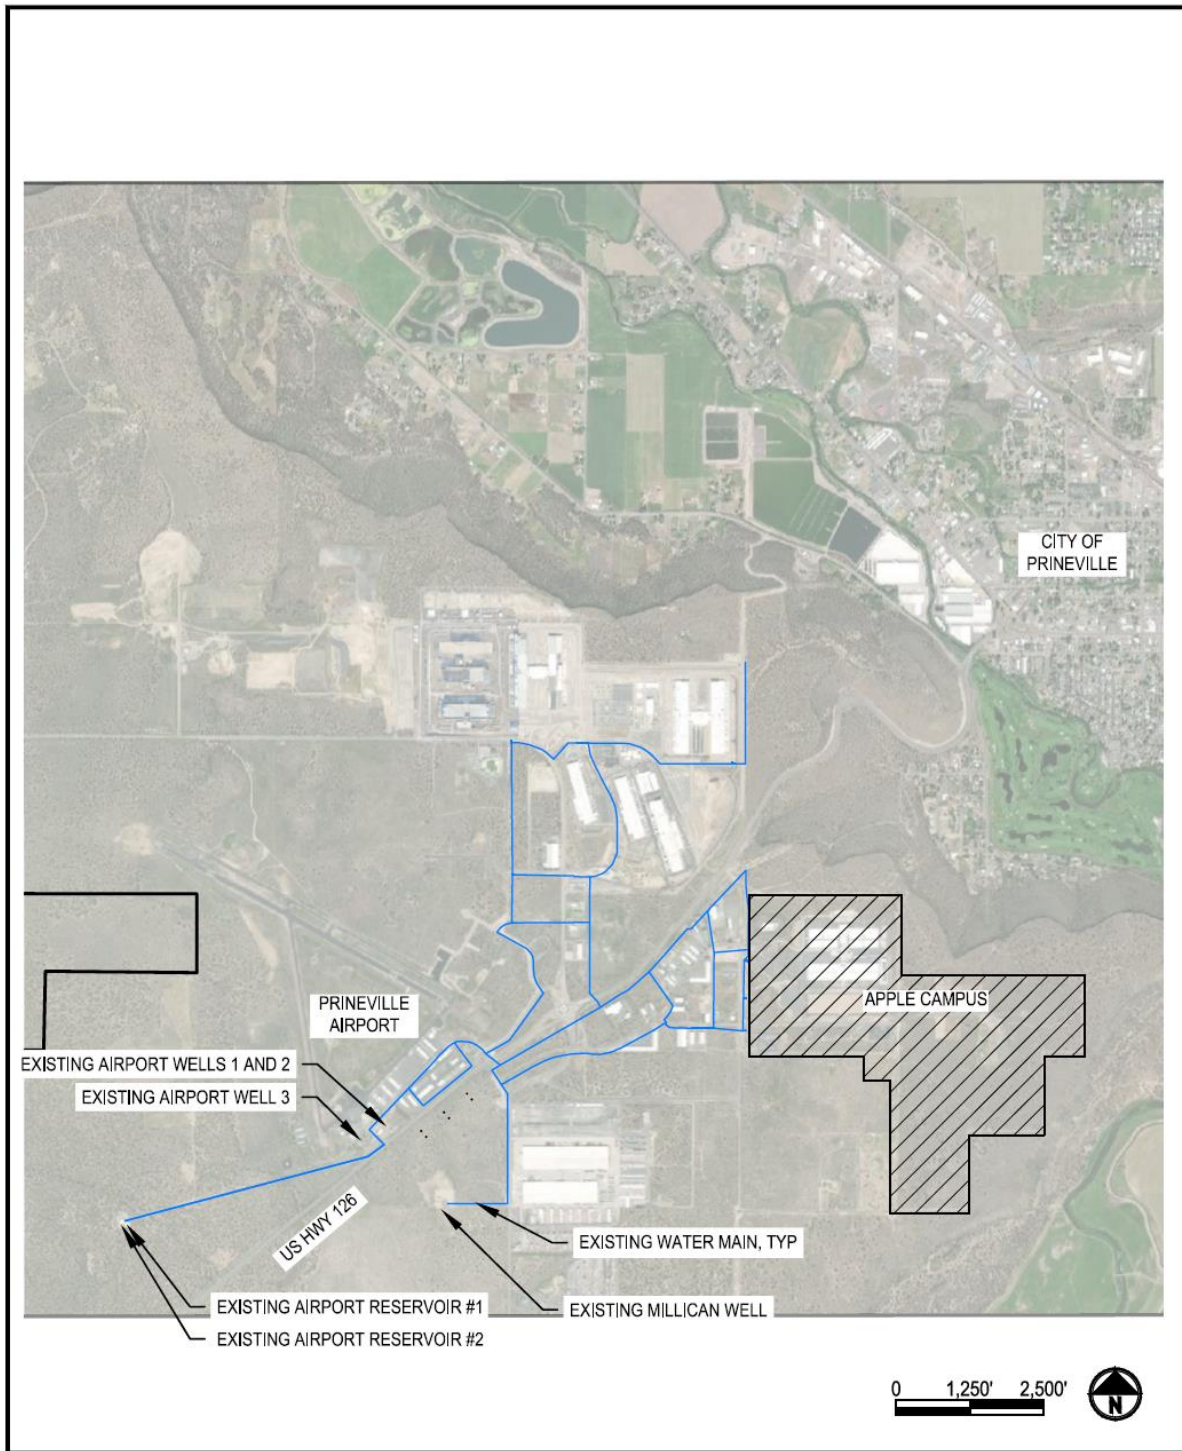 CITY OF
PRINEVILLE
APPLE CAMPUS
PRINEVILLE
AIRPORT
EXISTING AIRPORT WELLS 1 AND 2
EXISTING AIRPORT WELL 3
US HWY 126
EXISTING WATER MAIN, TYP
EXISTING AIRPORT RESERVOIR #1
EXISTING MILLICAN WELL
EXISTING AIRPORT RESERVOIR #2
0 1,250' 2,500'
N